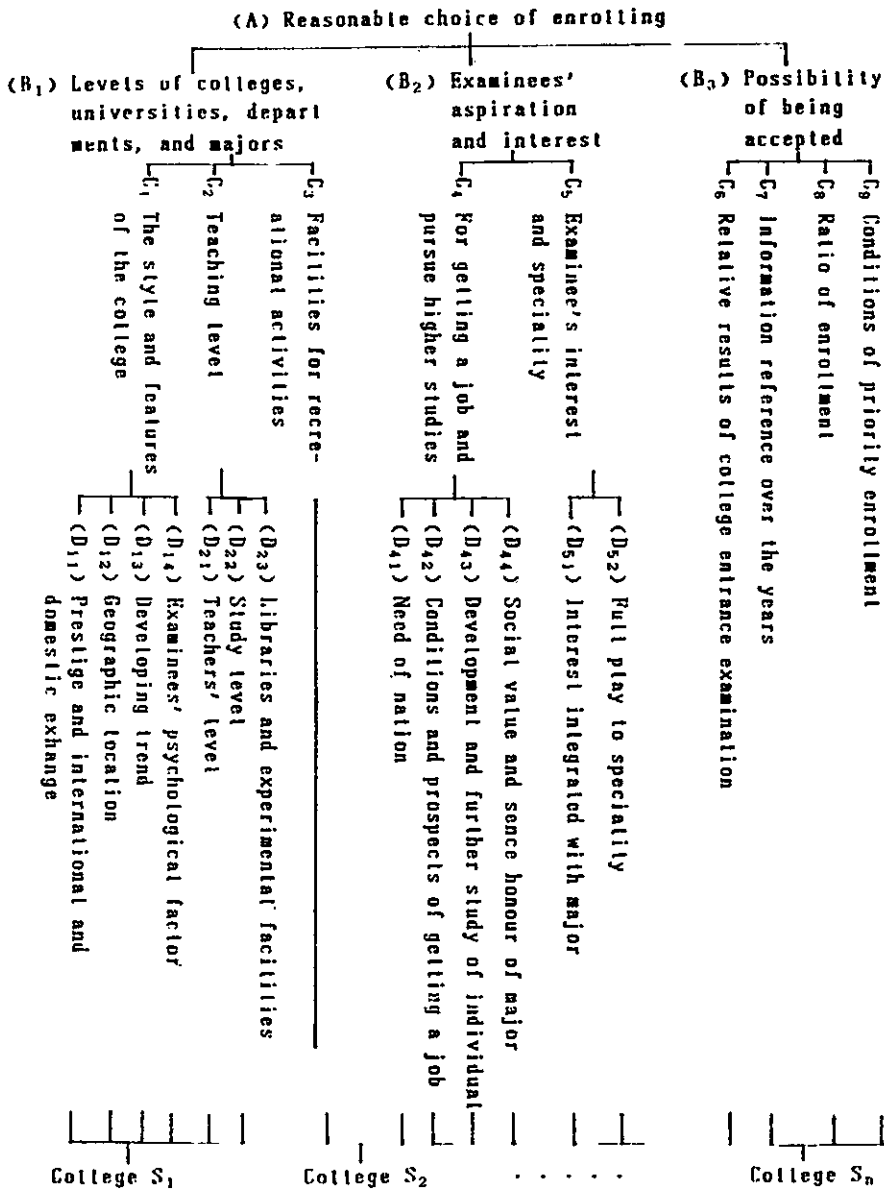 (A) Reasonable choice of enrolling
(B₁) Levels of colleges,
universities, depart
ments, and majors
(B₂) Examinees'
aspiration
and interest
(B₃) Possibility
of being
accepted
C₁ The style and features
of the college
C₂ Teaching level
C₃ Facilities for recre-
ational activities
C₄ For getting a job and
pursue higher studies
C₅ Examinee's interest
and speciality
C₆ Relative results of college entrance examination
C₇ Information reference over the years
C₈ Ratio of enrollment
C₉ Conditions of priority enrollment
(D₁₁) Prestige and international and
domestic exhange
(D₁₂) Geographic location
(D₁₃) Developing trend
(D₁₄) Examinees' psychological factor
(D₂₁) Teachers' level
(D₂₂) Study level
(D₂₃) Libraries and experimental facilities
(D₄₁) Need of nation
(D₄₂) Conditions and prospects of getting a job
(D₄₃) Development and further study of individual
(D₄₄) Social value and sence honour of major
(D₅₁) Interest integrated with major
(D₅₂) Full play to speciality
College S₁
College S₂
. . . . .
College Sₙ